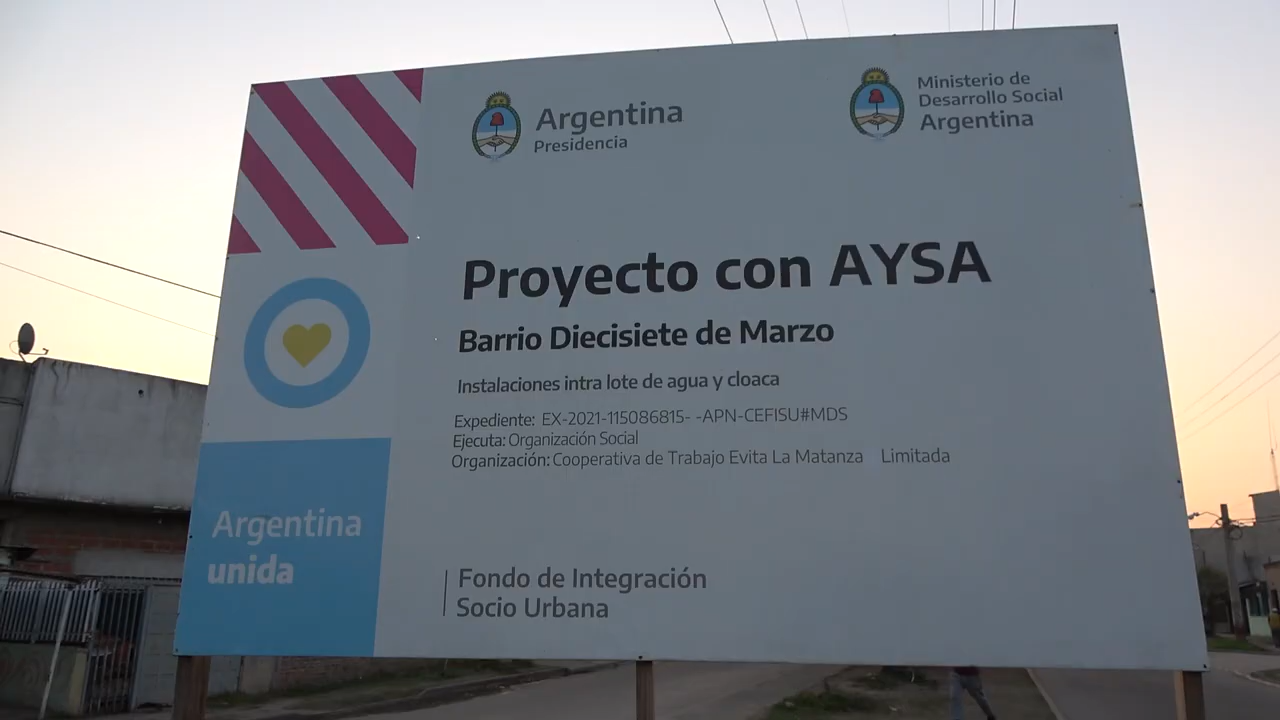 Argentina
Presidencia
Ministerio de
Desarrollo Social
Argentina
Proyecto con AYSA
Barrio Diecisiete de Marzo
Instalaciones intra lote de agua y cloaca
Expediente: EX-2021-115086815- -APN-CEFISU#MDS
Ejecuta: Organización Social
Organización: Cooperativa de Trabajo Evita La Matanza Limitada
Argentina
unida
Fondo de Integración
Socio Urbana